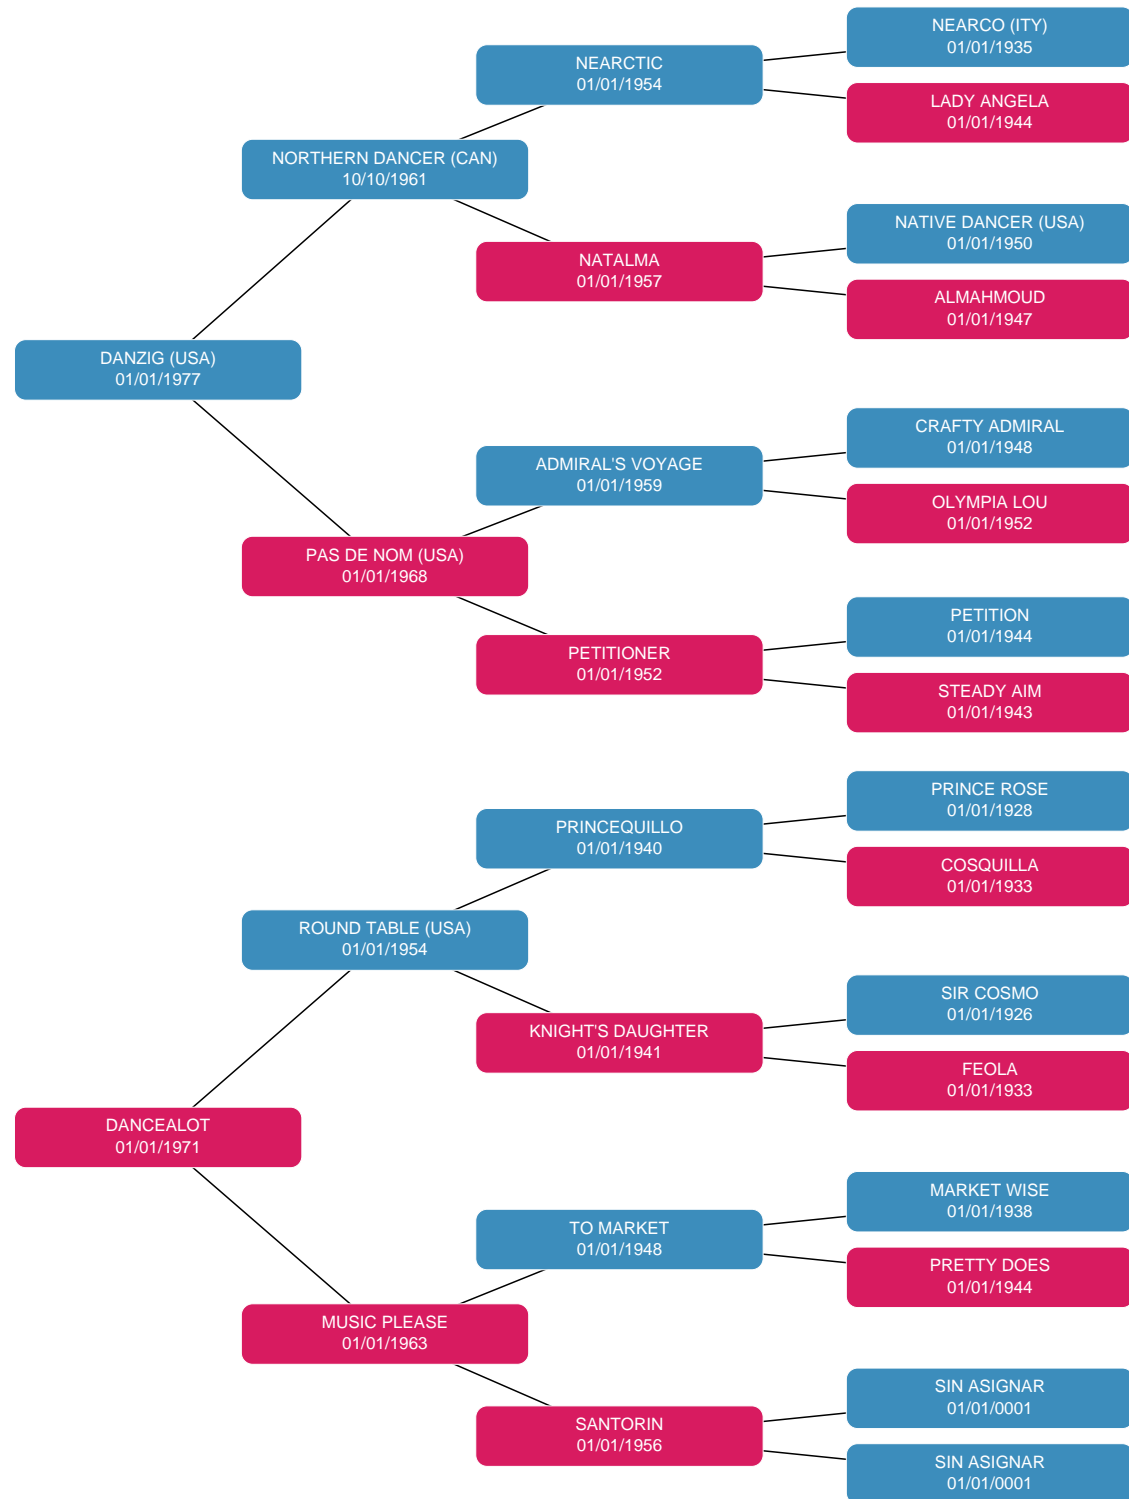 NEARCO (ITY)
01/01/1935
NEARCTIC
01/01/1954
LADY ANGELA
01/01/1944
NORTHERN DANCER (CAN)
10/10/1961
NATIVE DANCER (USA)
01/01/1950
NATALMA
01/01/1957
ALMAHMOUD
01/01/1947
DANZIG (USA)
01/01/1977
CRAFTY ADMIRAL
01/01/1948
ADMIRAL'S VOYAGE
01/01/1959
OLYMPIA LOU
01/01/1952
PAS DE NOM (USA)
01/01/1968
PETITION
01/01/1944
PETITIONER
01/01/1952
STEADY AIM
01/01/1943
PRINCE ROSE
01/01/1928
PRINCEQUILLO
01/01/1940
COSQUILLA
01/01/1933
ROUND TABLE (USA)
01/01/1954
SIR COSMO
01/01/1926
KNIGHT'S DAUGHTER
01/01/1941
FEOLA
01/01/1933
DANCEALOT
01/01/1971
MARKET WISE
01/01/1938
TO MARKET
01/01/1948
PRETTY DOES
01/01/1944
MUSIC PLEASE
01/01/1963
SIN ASIGNAR
01/01/0001
SANTORIN
01/01/1956
SIN ASIGNAR
01/01/0001